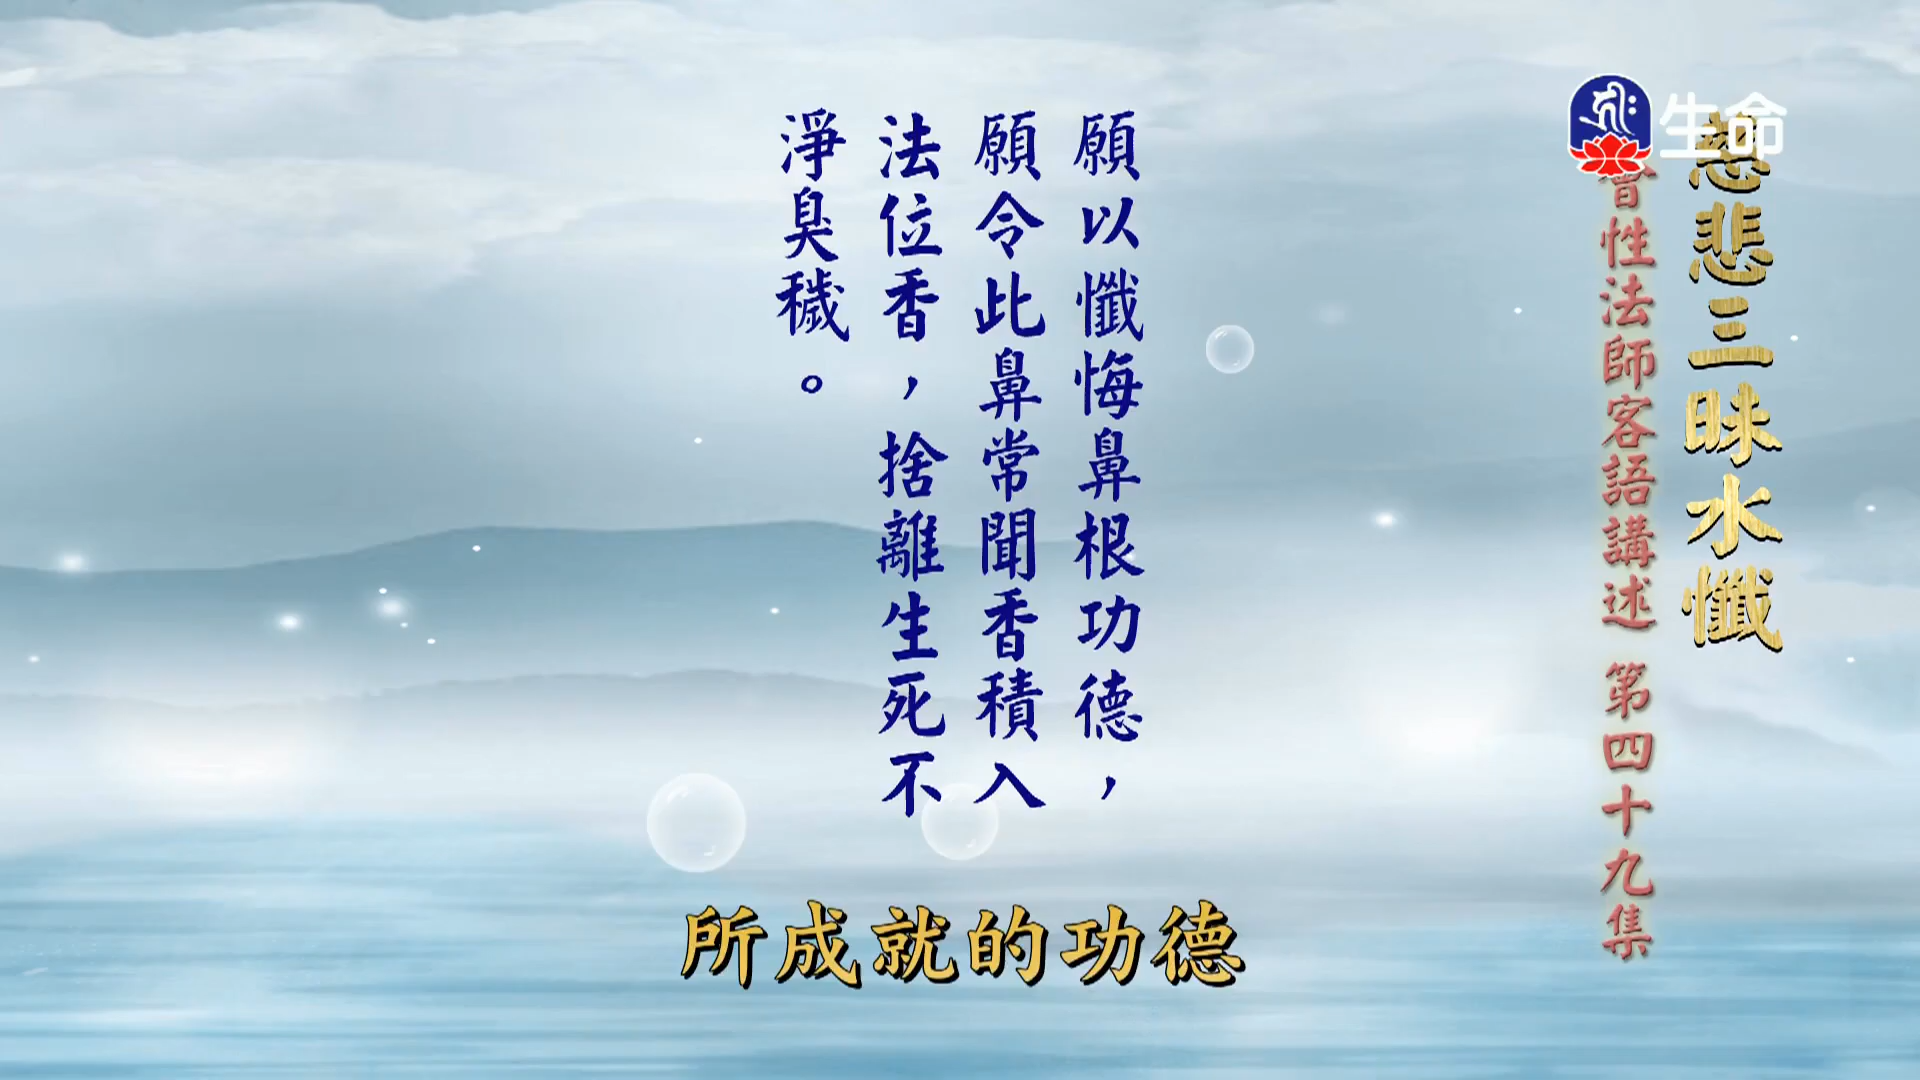 生命
慈悲三昧水懺
會性法師客語講述 第四十九集
願以懺悔鼻根功德，
願令此鼻常聞香積入
法位香，捨離生死不
淨臭穢。
所成就的功德